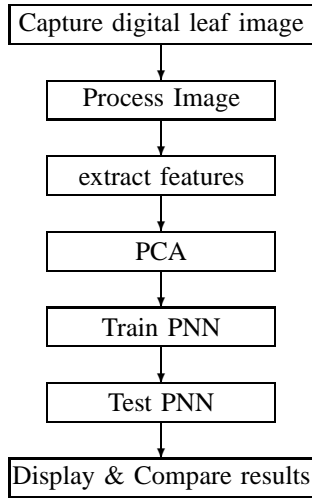 Capture digital leaf image
Process Image
extract features
PCA
Train PNN
Test PNN
Display & Compare results